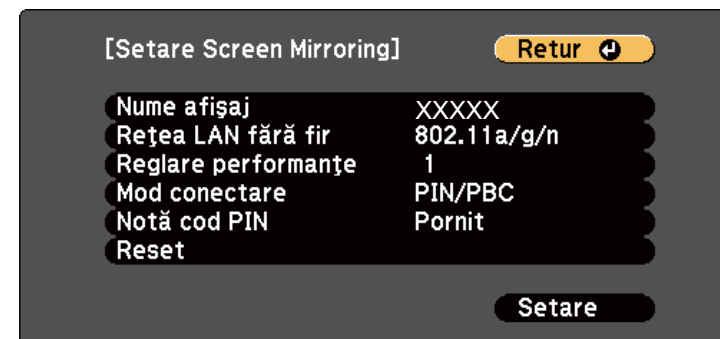 [Setare Screen Mirroring] Retur
Nume afişaj XXXXX
Reţea LAN fără fir 802.11a/g/n
Reglare performanţe 1
Mod conectare PIN/PBC
Notă cod PIN Pornit
Reset
Setare